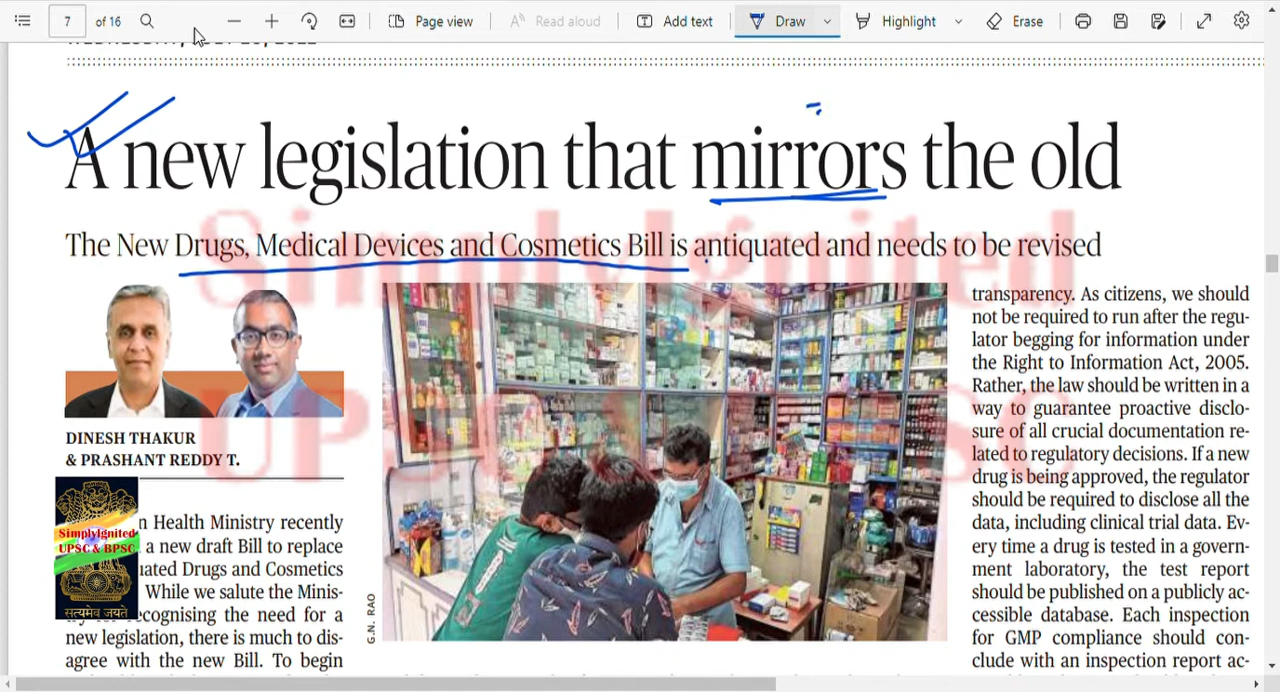 7 of 16 Page view Read aloud Add text Draw Highlight Erase
A new legislation that mirrors the old
The New Drugs, Medical Devices and Cosmetics Bill is antiquated and needs to be revised
DINESH THAKUR
& PRASHANT REDDY T.
n Health Ministry recently
a new draft Bill to replace
uated Drugs and Cosmetics
While we salute the Minis-
ecognising the need for a
new legislation, there is much to dis-
agree with the new Bill. To begin
SimplyIgnited
UPSC & BPSC
सत्यमेव जयते
G.N. RAO
transparency. As citizens, we should
not be required to run after the regu-
lator begging for information under
the Right to Information Act, 2005.
Rather, the law should be written in a
way to guarantee proactive disclo-
sure of all crucial documentation re-
lated to regulatory decisions. If a new
drug is being approved, the regulator
should be required to disclose all the
data, including clinical trial data. Ev-
ery time a drug is tested in a govern-
ment laboratory, the test report
should be published on a publicly ac-
cessible database. Each inspection
for GMP compliance should con-
clude with an inspection report ac-